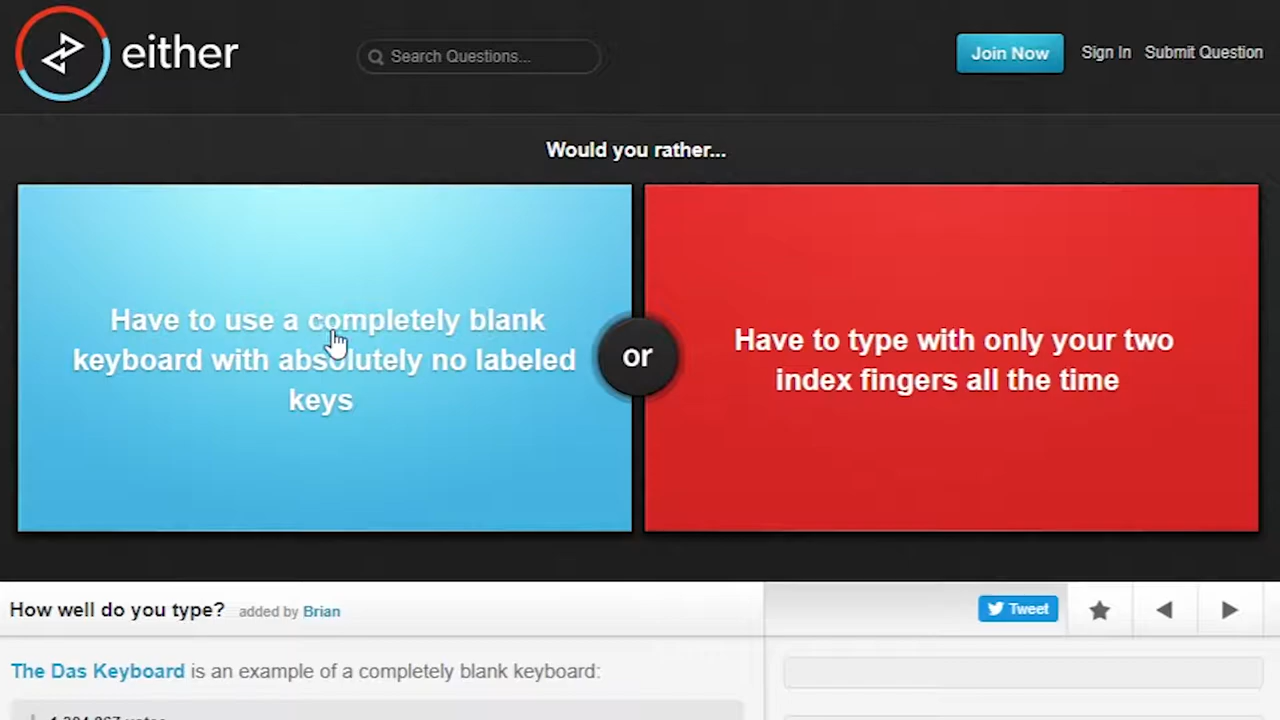 either
Search Questions...
Join Now
Sign In
Submit Question
Would you rather...
Have to use a completely blank
keyboard with absolutely no labeled
keys
or
Have to type with only your two
index fingers all the time
How well do you type?
added by Brian
Tweet
The Das Keyboard is an example of a completely blank keyboard: